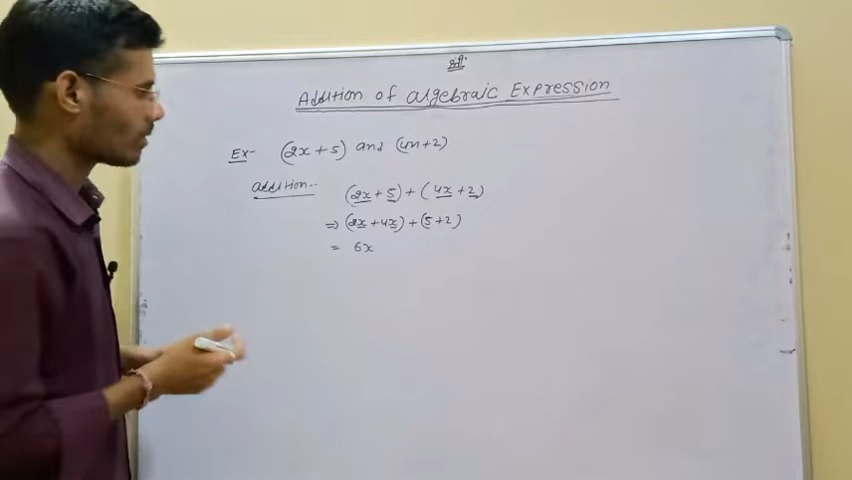 श्री
Addition of algebraic Expression
Ex- (2x+5) and (4n+2)
Addition-- (2x+5)+(4x+2)
⇒ (2x+4x)+(5+2)
= 6x